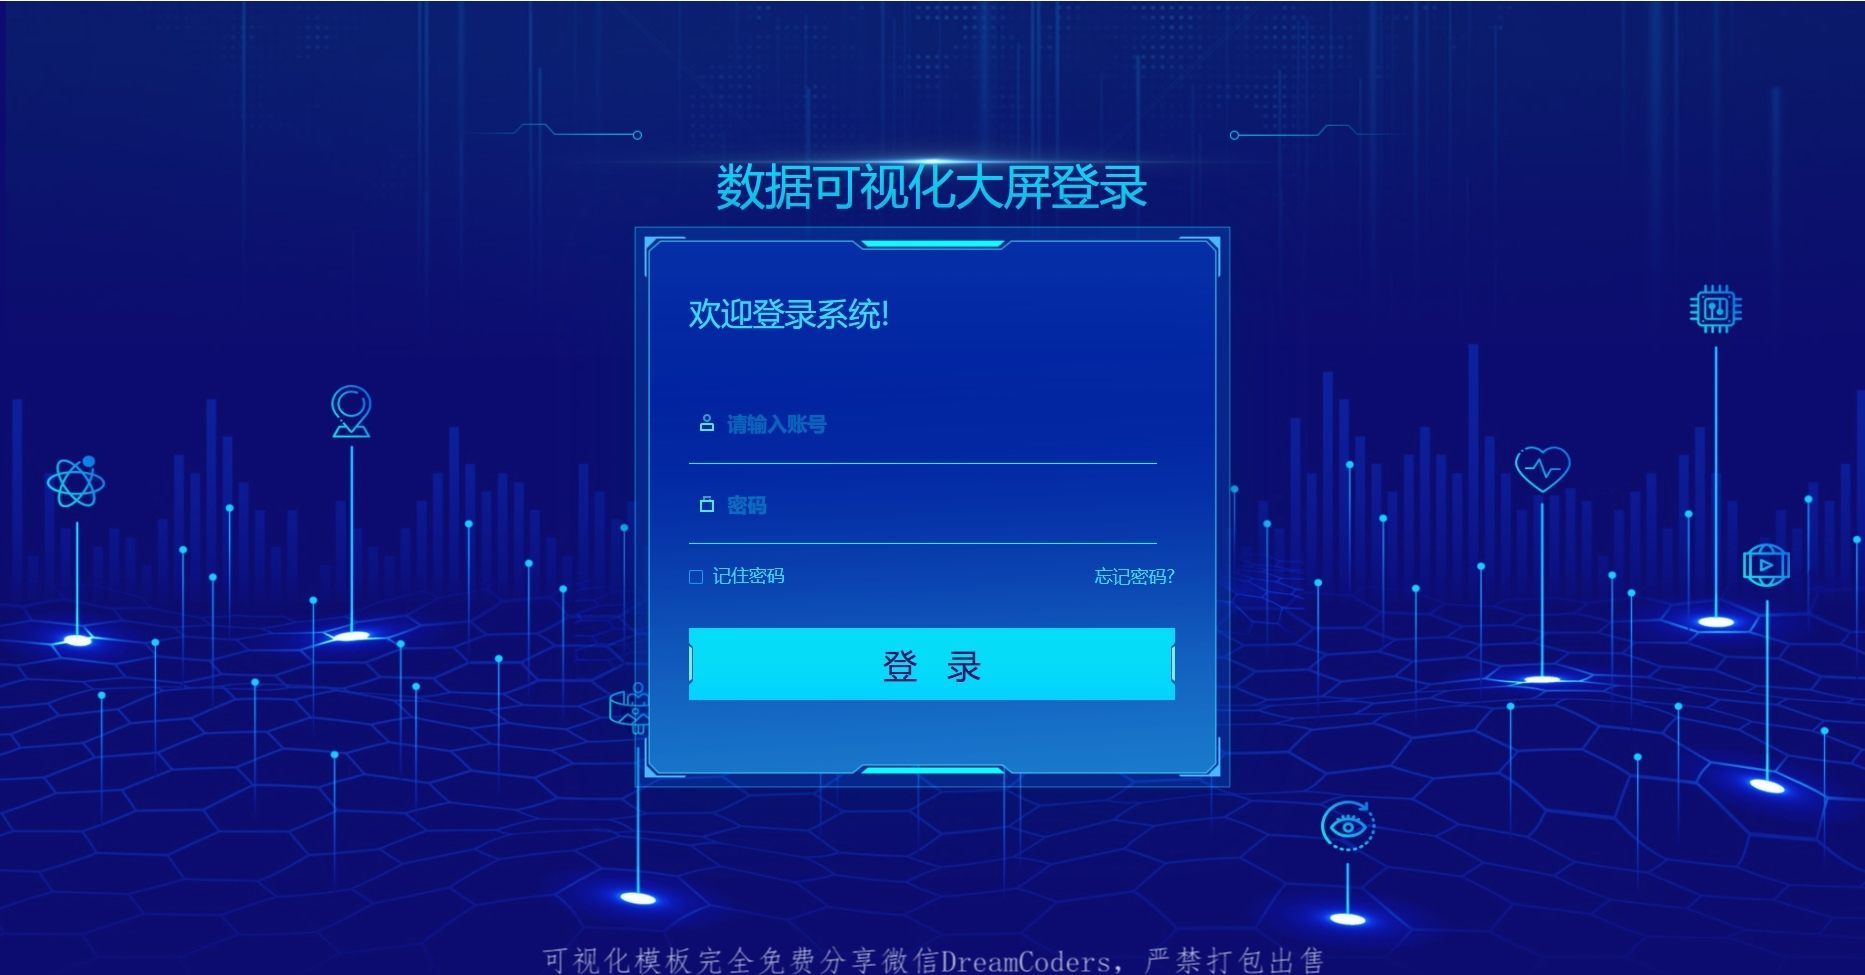 数据可视化大屏登录
欢迎登录系统!
请输入账号
密码
记住密码 忘记密码?
登 录
可视化模板完全免费分享微信DreamCoders，严禁打包出售